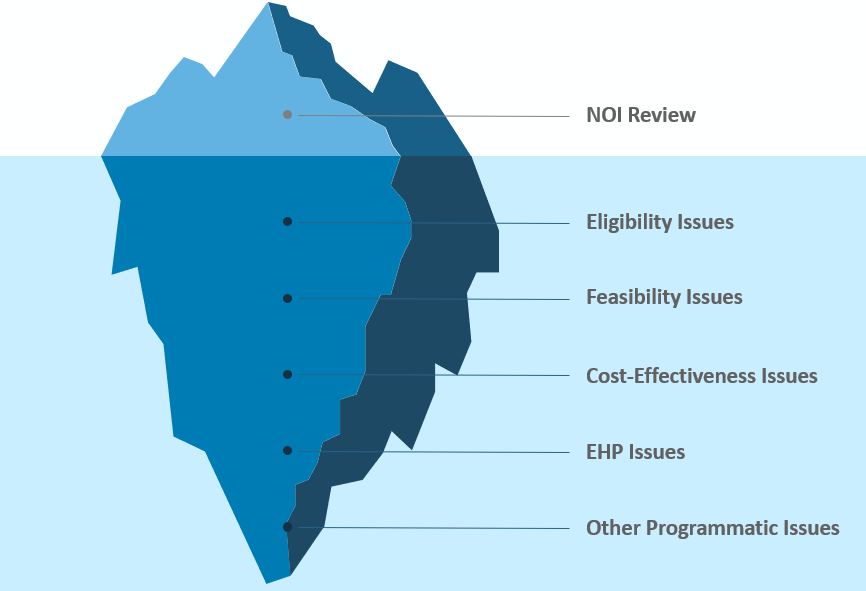 NOI Review
Eligibility Issues
Feasibility Issues
Cost-Effectiveness Issues
EHP Issues
Other Programmatic Issues